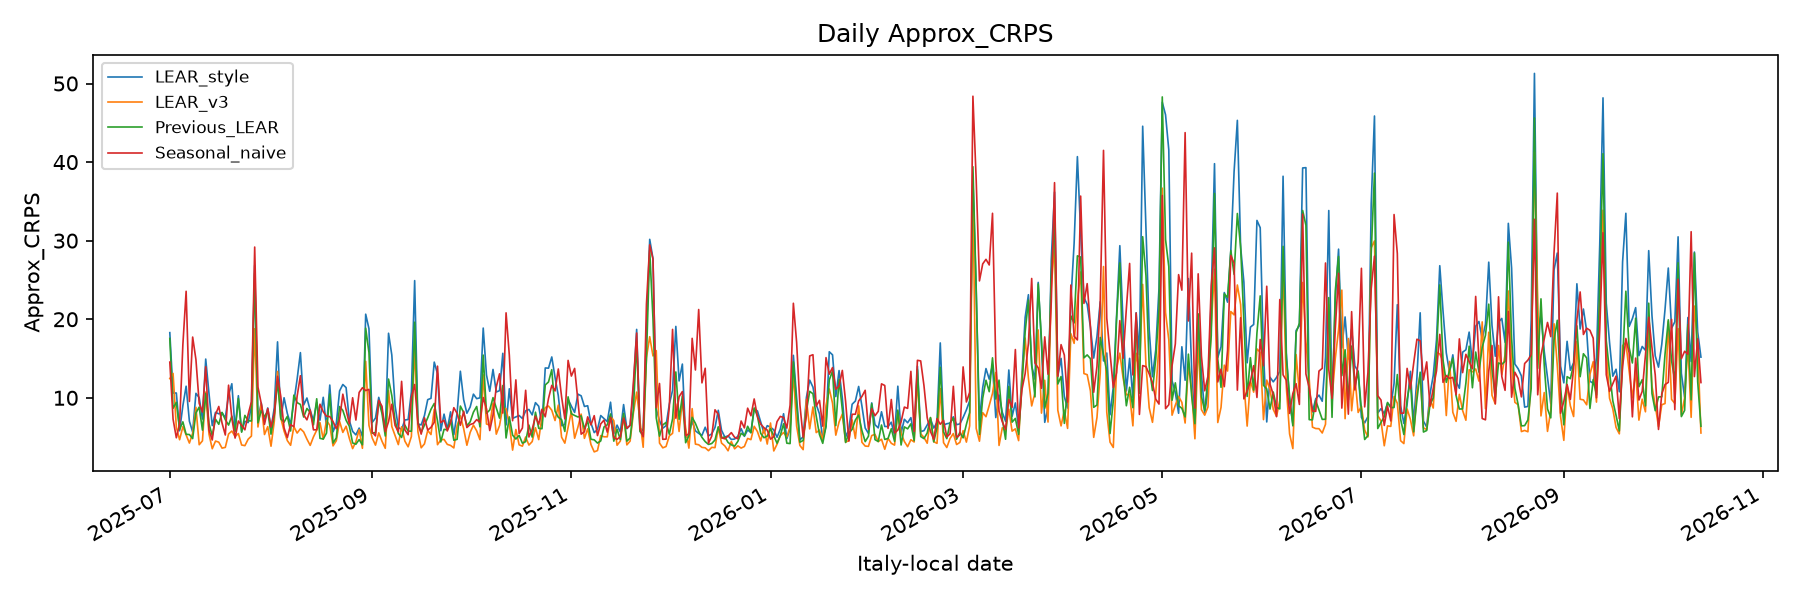 Daily Approx_CRPS
LEAR_style
LEAR_v3
Previous_LEAR
Seasonal_naive
Approx_CRPS
50
40
30
20
10
2025-07
2025-09
2025-11
2026-01
2026-03
2026-05
2026-07
2026-09
2026-11
Italy-local date